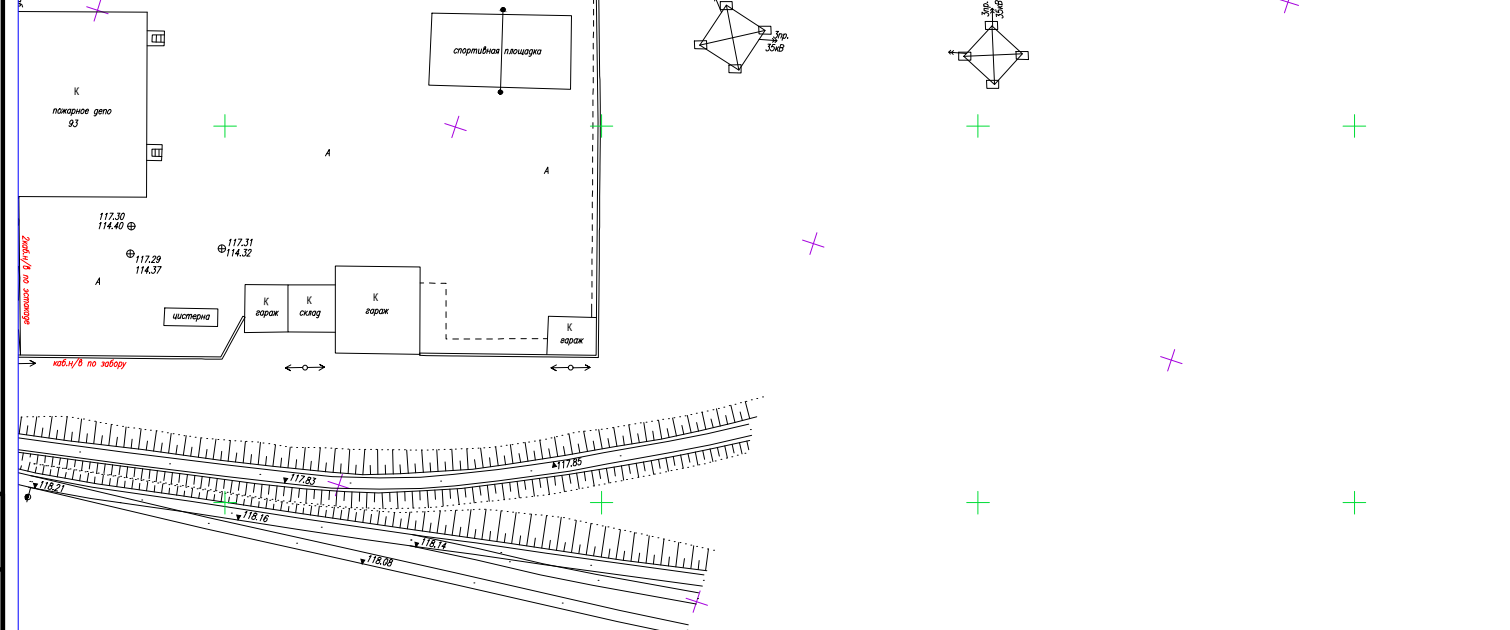 3пр.
35кВ
3пр.
35кВ
спортивная площадка
К
пожарное депо
93
А
А
117.30
114.40
117.31
114.32
117.29
114.37
А
2каб.н/в по эстакаде
цистерна
К
гараж
К
склад
К
гараж
К
гараж
каб.н/в по забору
117.85
117.83
118.21
118.16
118.14
118.08